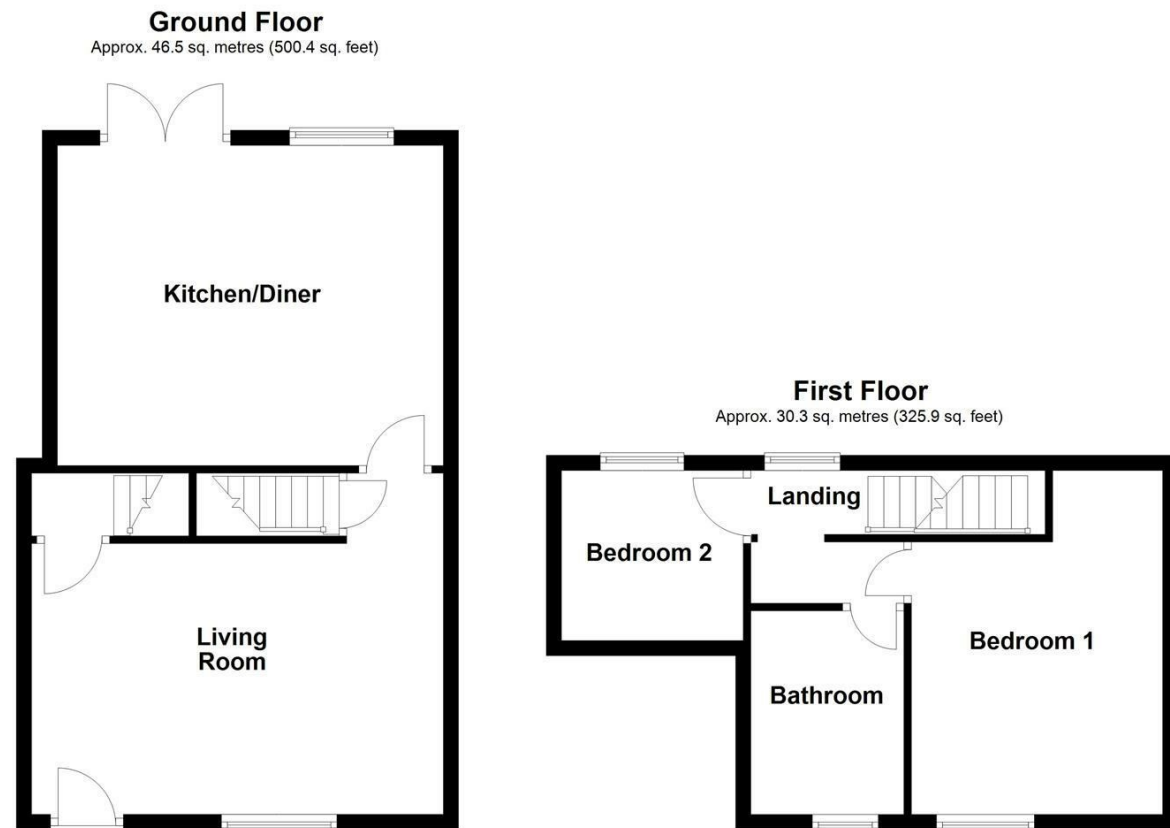 Ground Floor
Approx. 46.5 sq. metres (500.4 sq. feet)
Kitchen/Diner
Living
Room
First Floor
Approx. 30.3 sq. metres (325.9 sq. feet)
Landing
Bedroom 2
Bedroom 1
Bathroom